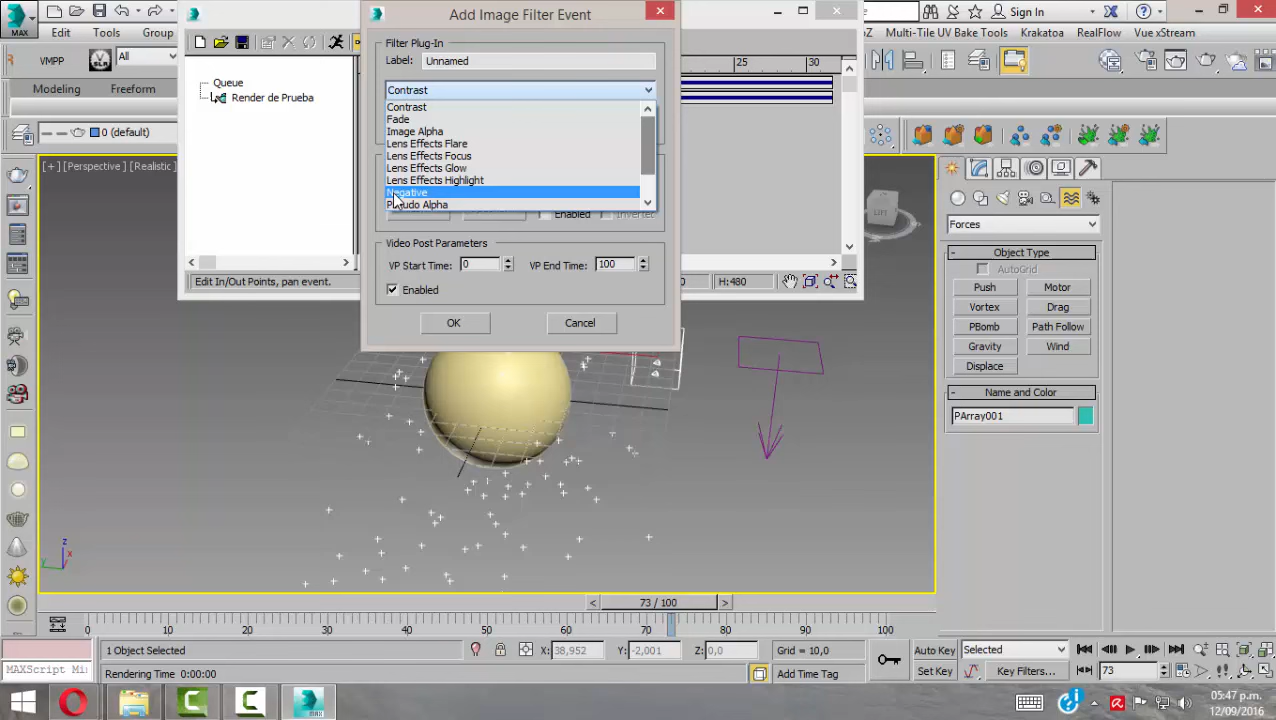 MAX
Add Image Filter Event
Sign In
Edit
Tools
Group
Multi-Tile UV Bake Tools
Krakatoa
RealFlow
Vue xStream
Filter Plug-In
Label:
Unnamed
VMPP
All
Queue
Render de Prueba
25
30
Modeling
Freeform
Contrast
Contrast
Fade
Image Alpha
Lens Effects Flare
Lens Effects Focus
Lens Effects Glow
Lens Effects Highlight
Negative
Pseudo Alpha
0 (default)
[+] [Perspective] [Realistic]
Enabled
Inverted
Video Post Parameters
VP Start Time:
0
VP End Time:
100
Enabled
OK
Cancel
Edit In/Out Points, pan event.
H:480
LEFT
Forces
Object Type
AutoGrid
Push
Motor
Vortex
Drag
PBomb
Path Follow
Gravity
Wind
Displace
Name and Color
PArray001
z
x
y
73 / 100
0
10
20
30
40
50
60
70
80
90
100
1 Object Selected
X: 38,952
Y: -2,001
Z: 0,0
Grid = 10,0
Auto Key
Selected
MAXScript Mi
Rendering Time 0:00:00
Add Time Tag
Set Key
Key Filters...
73
MAX
05:47 p.m.
12/09/2016